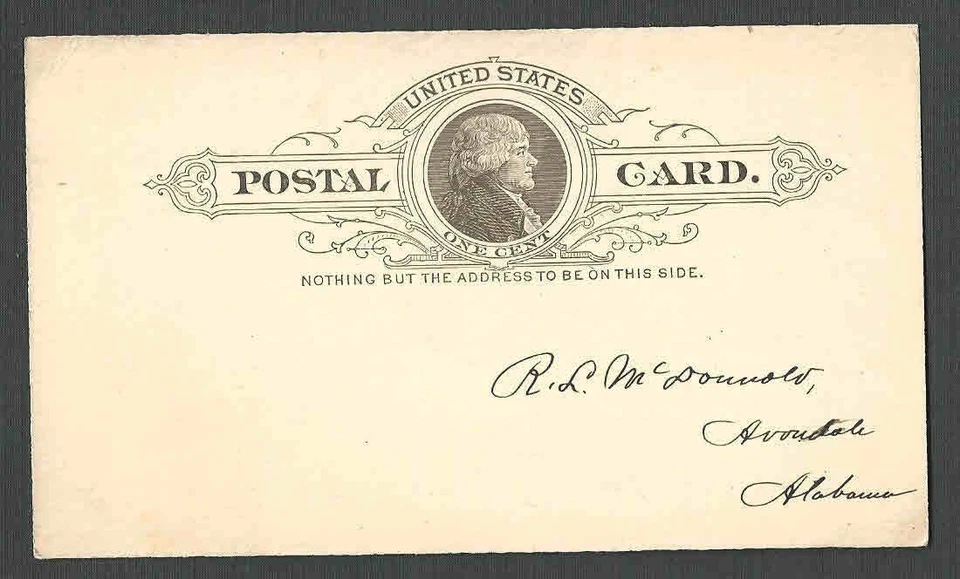 UNITED STATES
POSTAL CARD.
ONE CENT
NOTHING BUT THE ADDRESS TO BE ON THIS SIDE.
R. L. McDonnold,
Avondale
Alabama